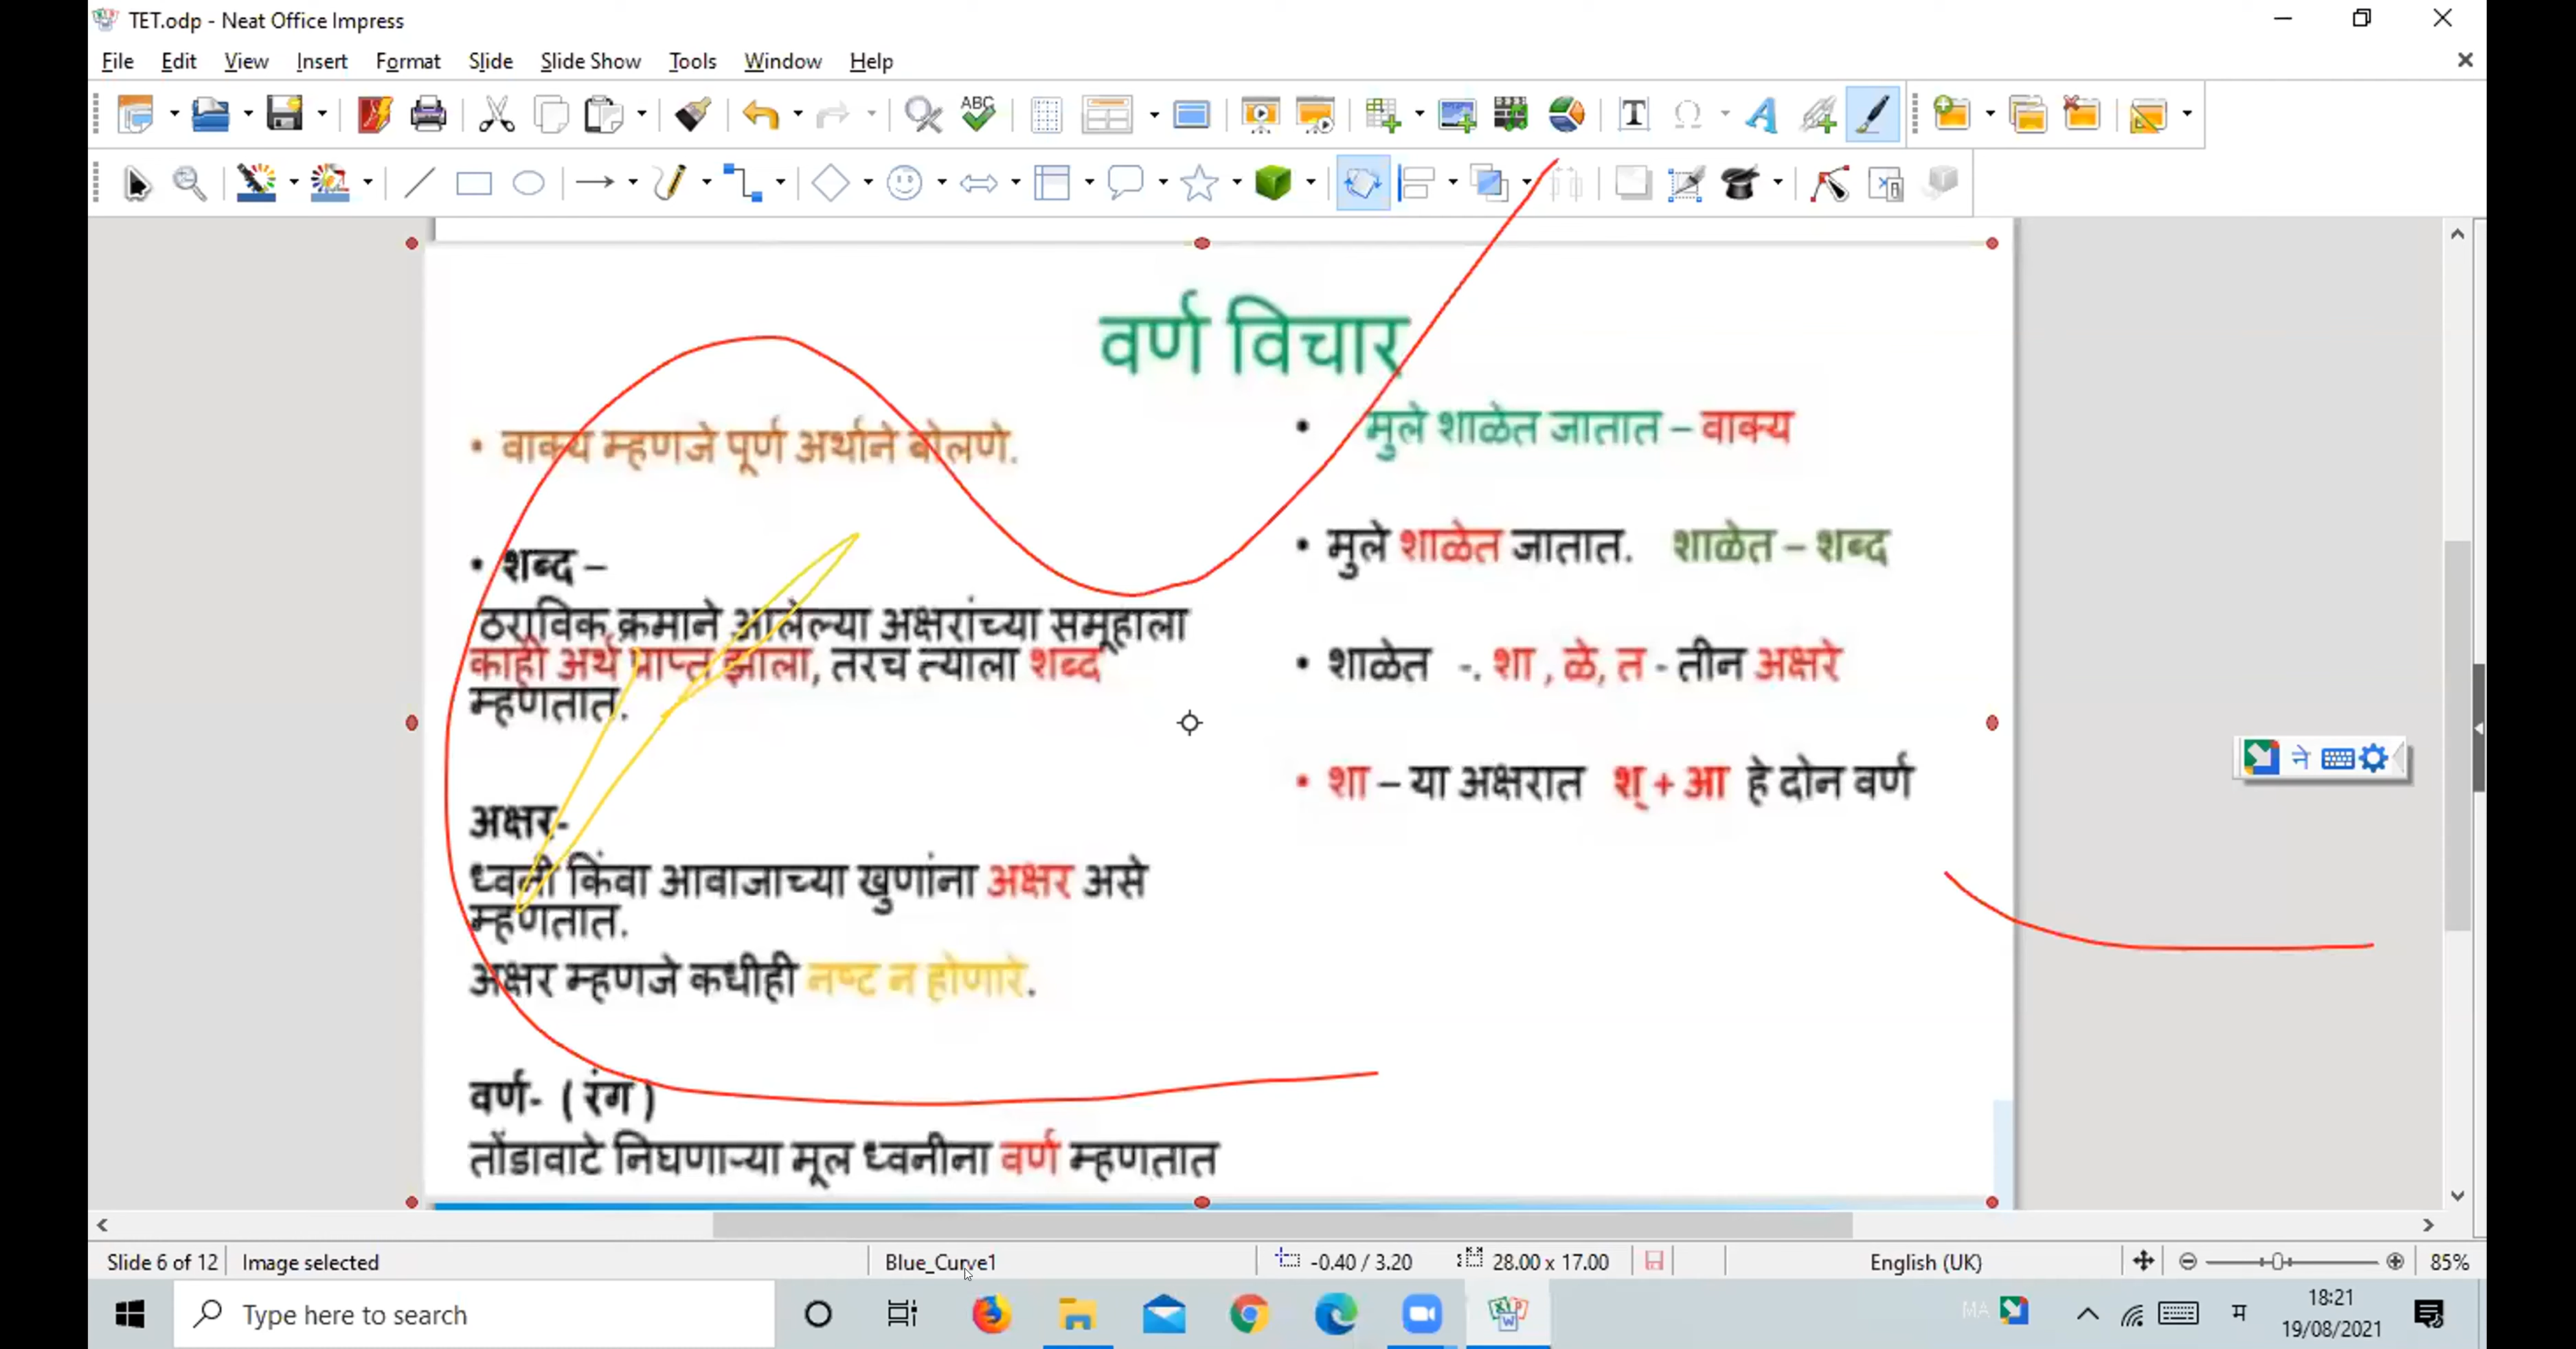 TET.odp - Neat Office Impress
File Edit View Insert Format Slide Slide Show Tools Window Help
ABC
वर्ण विचार
• वाक्य म्हणजे पूर्ण अर्थाने बोलणे.
• शब्द –
ठराविक क्रमाने आलेल्या अक्षरांच्या समूहाला
काही अर्थ प्राप्त झाला, तरच त्याला शब्द
म्हणतात.
अक्षर-
ध्वनी किंवा आवाजाच्या खुणांना अक्षर असे
म्हणतात.
अक्षर म्हणजे कधीही नष्ट न होणारे.
वर्ण- ( रंग )
तोंडावाटे निघणाऱ्या मूल ध्वनीना वर्ण म्हणतात
• मुले शाळेत जातात – वाक्य
• मुले शाळेत जातात. शाळेत – शब्द
• शाळेत -. शा , ळे, त - तीन अक्षरे
• शा – या अक्षरात श् + आ हे दोन वर्ण
ने
Slide 6 of 12 Image selected Blue_Curve1 -0.40 / 3.20 28.00 x 17.00 English (UK) 85%
Type here to search
MA
म
18:21
19/08/2021